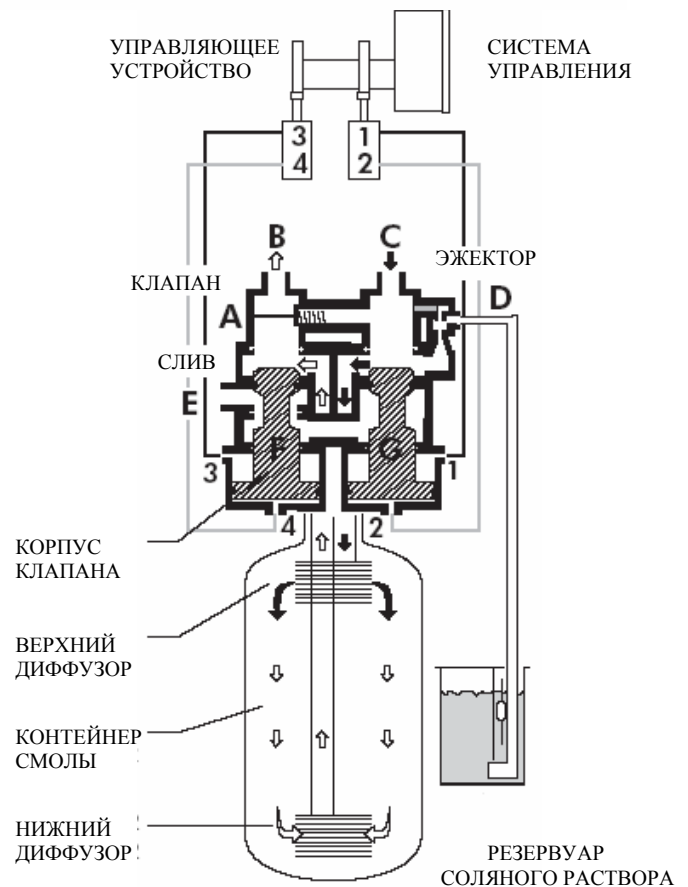 УПРАВЛЯЮЩЕЕ
УСТРОЙСТВО
СИСТЕМА
УПРАВЛЕНИЯ
3
4
1
2
B
C
ЭЖЕКТОР
КЛАПАН
D
A
СЛИВ
E
F
G
3
1
4
2
КОРПУС
КЛАПАНА
ВЕРХНИЙ
ДИФФУЗОР
КОНТЕЙНЕР
СМОЛЫ
НИЖНИЙ
ДИФФУЗОР
РЕЗЕРВУАР
СОЛЯНОГО РАСТВОРА